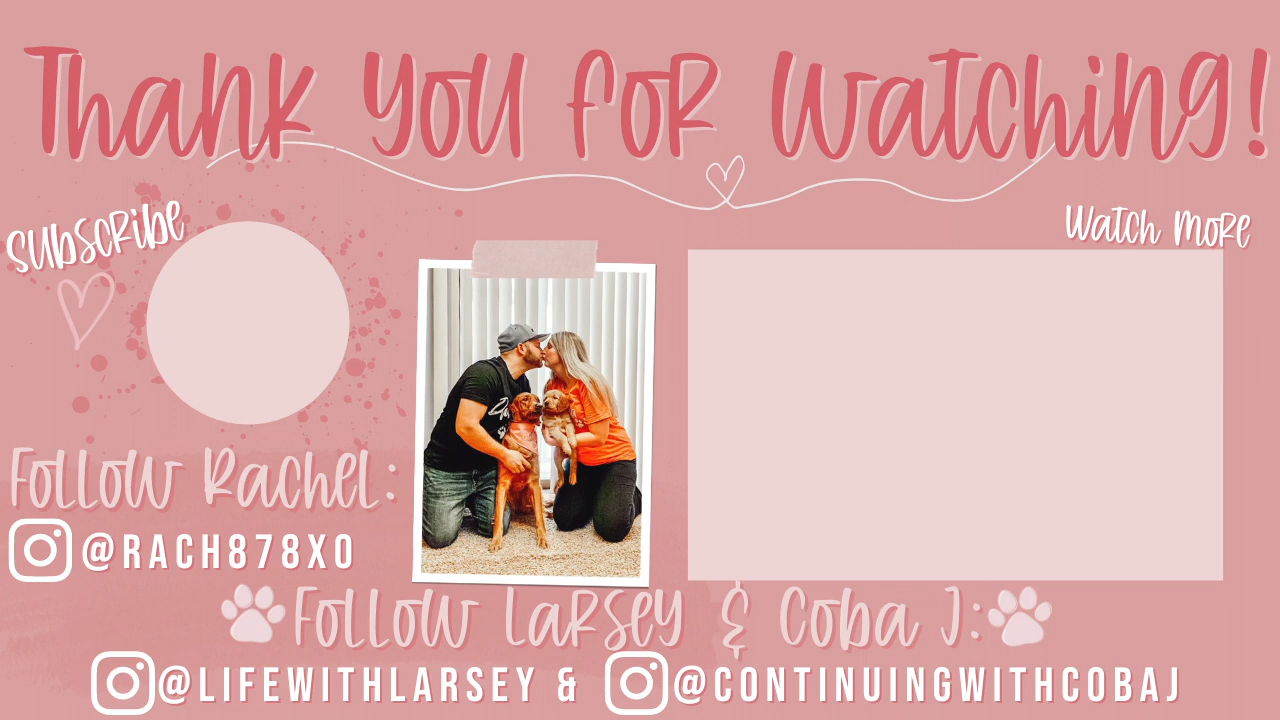 Thank you for watching!
Subscribe
Watch more
Follow Rachel:
@RACH878XO
Follow Larsey & Coba J:
@LIFEWITHLARSEY & @CONTINUINGWITHCOBAJ